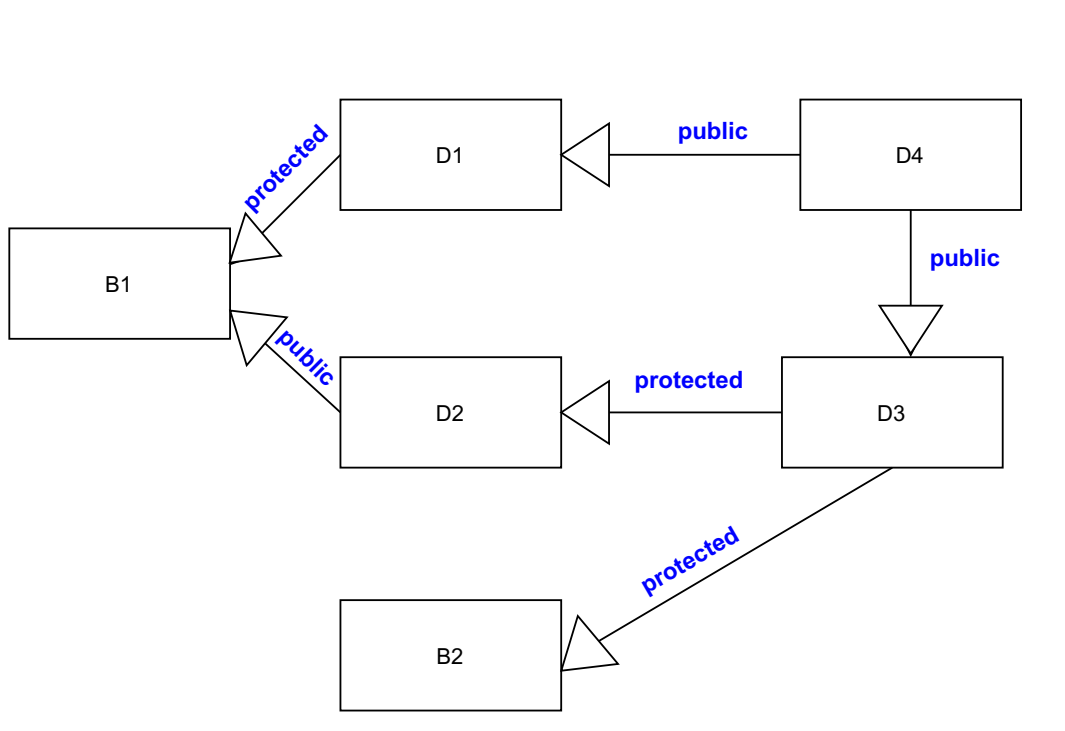 protected
D1
public
D4
B1
public
public
D2
protected
D3
protected
B2